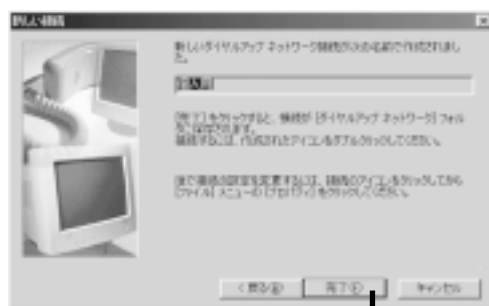 新しい接続
新しいダイヤルアップ ネットワーク接続が次の名前で作成されまし
た。
[完了] をクリックすると、接続が [ダイヤルアップ ネットワーク] フォル
ダに保存されます。
接続するには、作成されたアイコンをダブルクリックしてください。
後で接続の設定を変更するには、接続のアイコンをクリックしてから
[ファイル] メニューの [プロパティ] をクリックしてください。
< 戻る(B)
完了
キャンセル